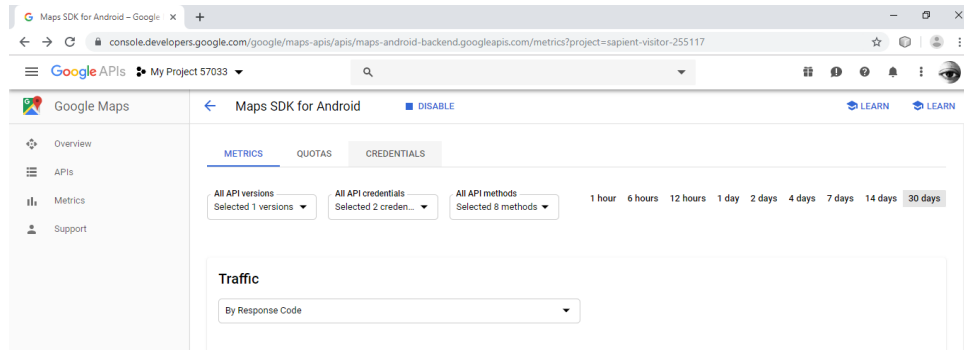 Maps SDK for Android – Google
console.developers.google.com/google/maps-apis/apis/maps-android-backend.googleapis.com/metrics?project=sapient-visitor-255117
Google APIs My Project 57033
Google Maps
Maps SDK for Android DISABLE LEARN LEARN
Overview
APIs
Metrics
Support
METRICS QUOTAS CREDENTIALS
All API versions All API credentials All API methods
Selected 1 versions Selected 2 creden... Selected 8 methods 1 hour 6 hours 12 hours 1 day 2 days 4 days 7 days 14 days 30 days
Traffic
By Response Code